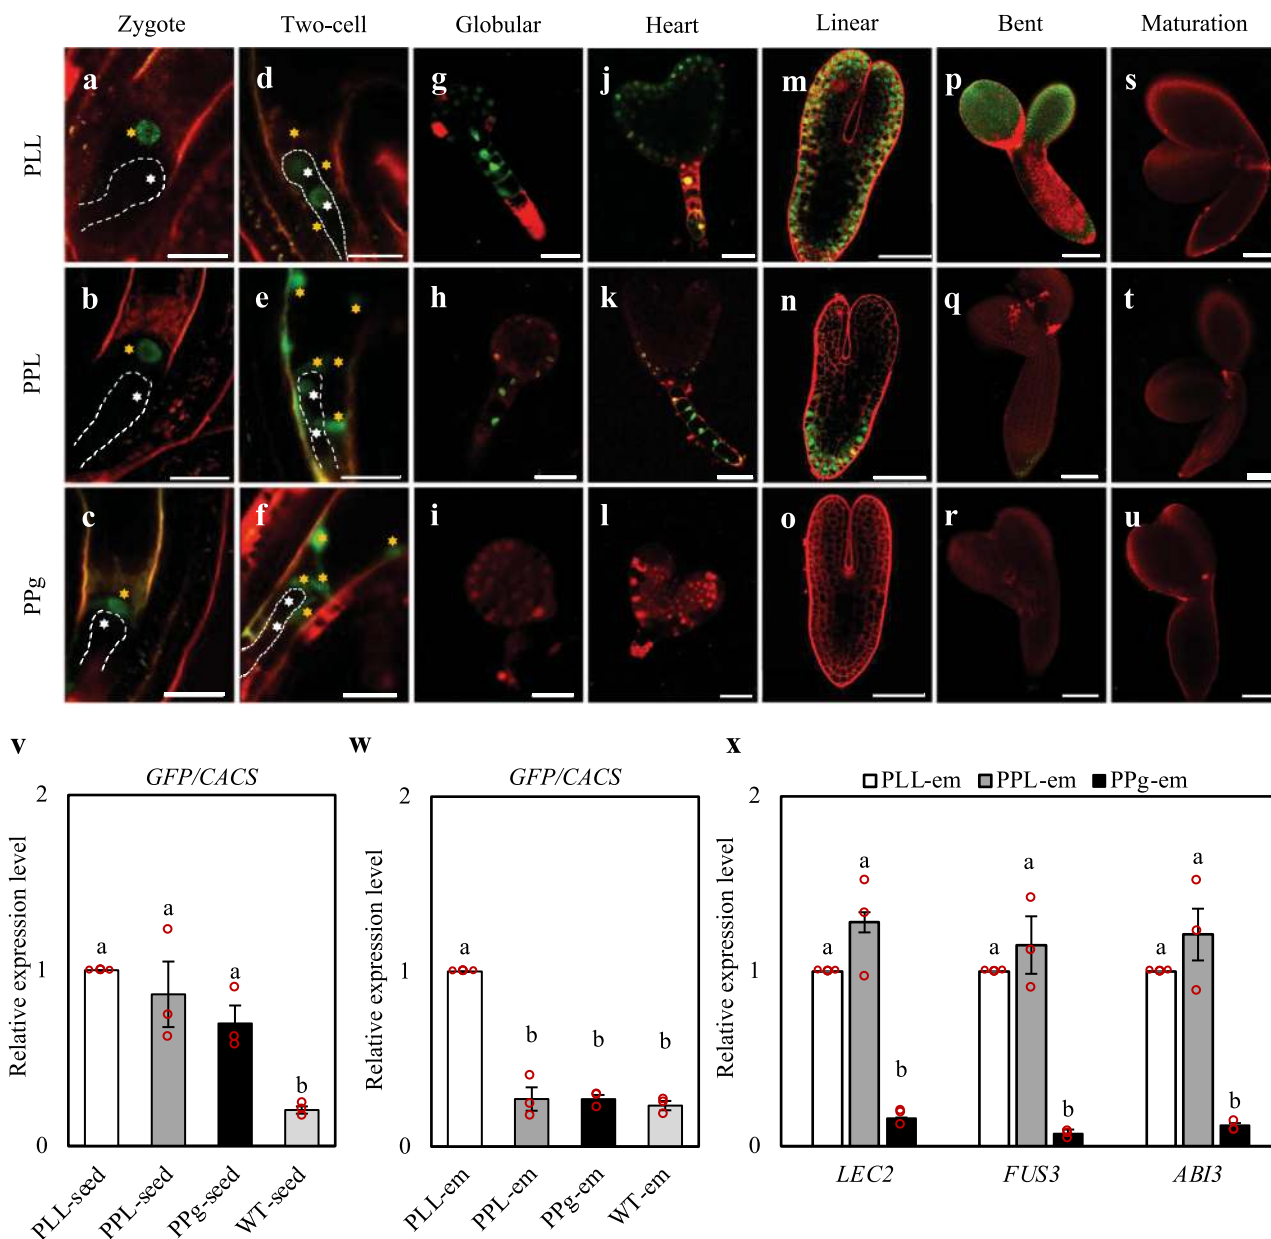 Zygote Two-cell Globular Heart Linear Bent Maturation
PLL a d g j m p s
PPL b e h k n q t
PPg c f i l o r u
v w x
GFP/CACS GFP/CACS PLL-em PPL-em PPg-em
2 2 2
a a a b
a b b b
a a b a a b a a b
1 1 1
0 0 0
Relative expression level Relative expression level Relative expression level
PLL-seed PPL-seed PPg-seed WT-seed
PLL-em PPL-em PPg-em WT-em
LEC2 FUS3 ABI3